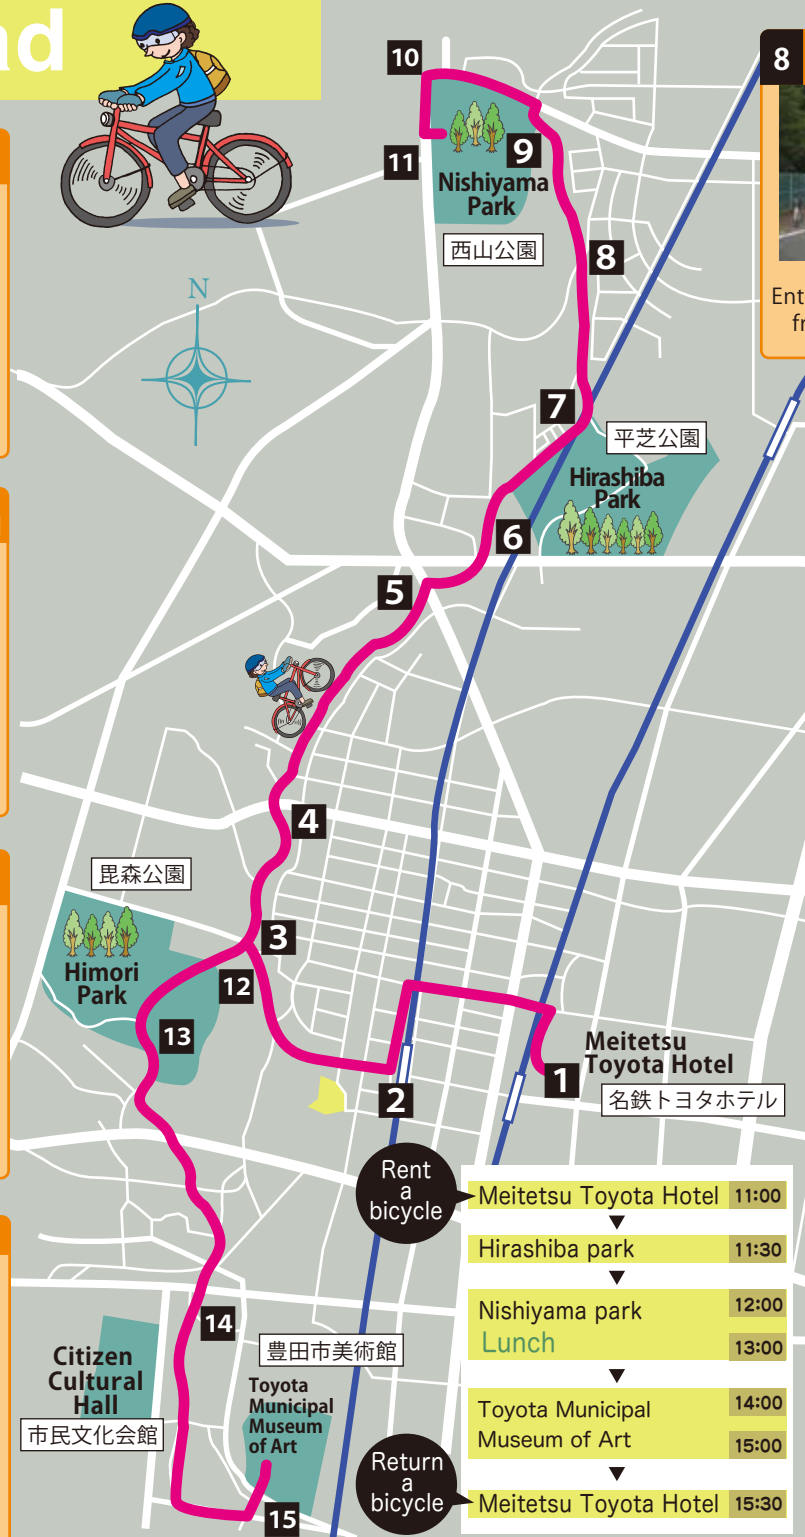 ad
8
Ent
fr
N
10
11
9
Nishiyama
Park
西山公園
8
7
平芝公園
Hirashiba
Park
6
5
4
毘森公園
Himori
Park
3
12
13
Meitetsu
Toyota Hotel
1
名鉄トヨタホテル
2
14
Citizen
Cultural
Hall
市民文化会館
豊田市美術館
Toyota
Municipal
Museum
of Art
15
Rent
a
bicycle
Meitetsu Toyota Hotel 11:00
▼
Hirashiba park 11:30
▼
Nishiyama park 12:00
Lunch 13:00
▼
Toyota Municipal 14:00
Museum of Art 15:00
▼
Return
a
bicycle
Meitetsu Toyota Hotel 15:30